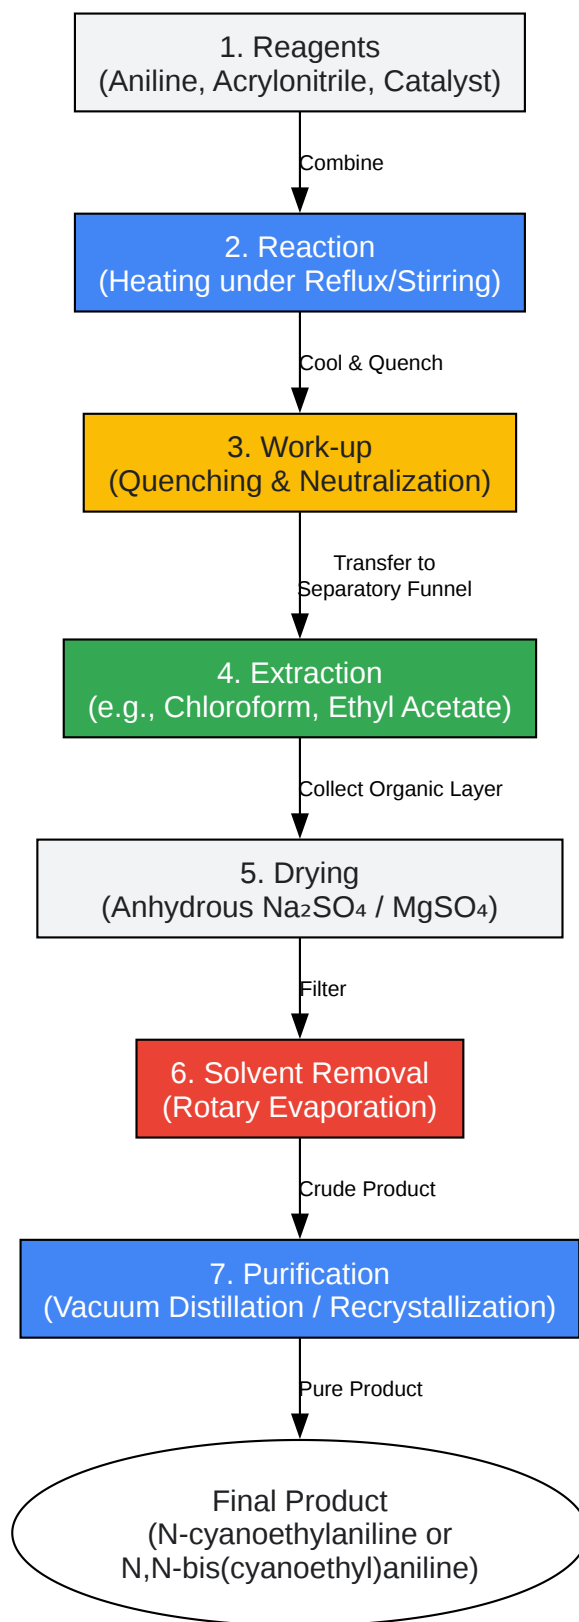 1. Reagents
(Aniline, Acrylonitrile, Catalyst)
Combine
2. Reaction
(Heating under Reflux/Stirring)
Cool & Quench
3. Work-up
(Quenching & Neutralization)
Transfer to
Separatory Funnel
4. Extraction
(e.g., Chloroform, Ethyl Acetate)
Collect Organic Layer
5. Drying
(Anhydrous Na₂SO₄ / MgSO₄)
Filter
6. Solvent Removal
(Rotary Evaporation)
Crude Product
7. Purification
(Vacuum Distillation / Recrystallization)
Pure Product
Final Product
(N-cyanoethylaniline or
N,N-bis(cyanoethyl)aniline)